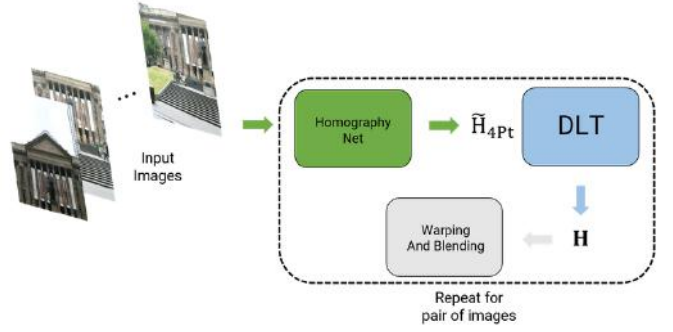 Input
Images
Homography
Net
H̃₄Pt
DLT
H
Warping
And Blending
Repeat for
pair of images